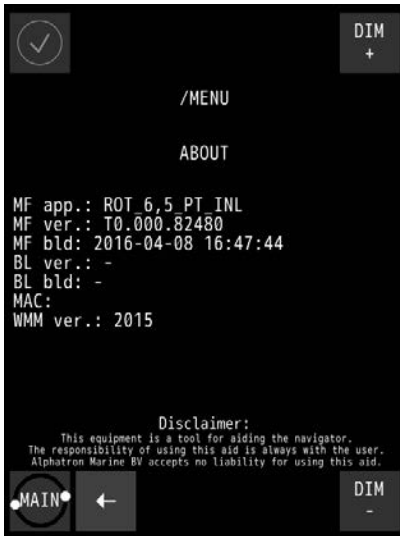 DIM
+
/MENU
ABOUT
MF app.: ROT_6,5_PT_INL
MF ver.: T0.000.82480
MF bld: 2016-04-08 16:47:44
BL ver.: -
BL bld: -
MAC:
WMM ver.: 2015
Disclaimer:
This equipment is a tool for aiding the navigator.
The responsibility of using this aid is always with the user.
Alphatron Marine BV accepts no liability for using this aid.
MAIN
←
DIM
-